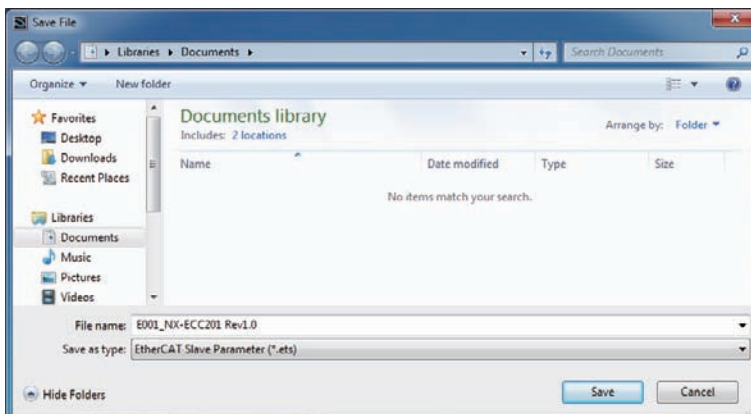 Save File
Libraries ▸ Documents ▸
Search Documents
Organize ▾ New folder
Favorites
Desktop
Downloads
Recent Places
Libraries
Documents
Music
Pictures
Videos
Documents library
Includes: 2 locations
Arrange by: Folder ▾
Name Date modified Type Size
No items match your search.
File name: E001_NX-ECC201 Rev1.0
Save as type: EtherCAT Slave Parameter (*.ets)
Hide Folders Save Cancel